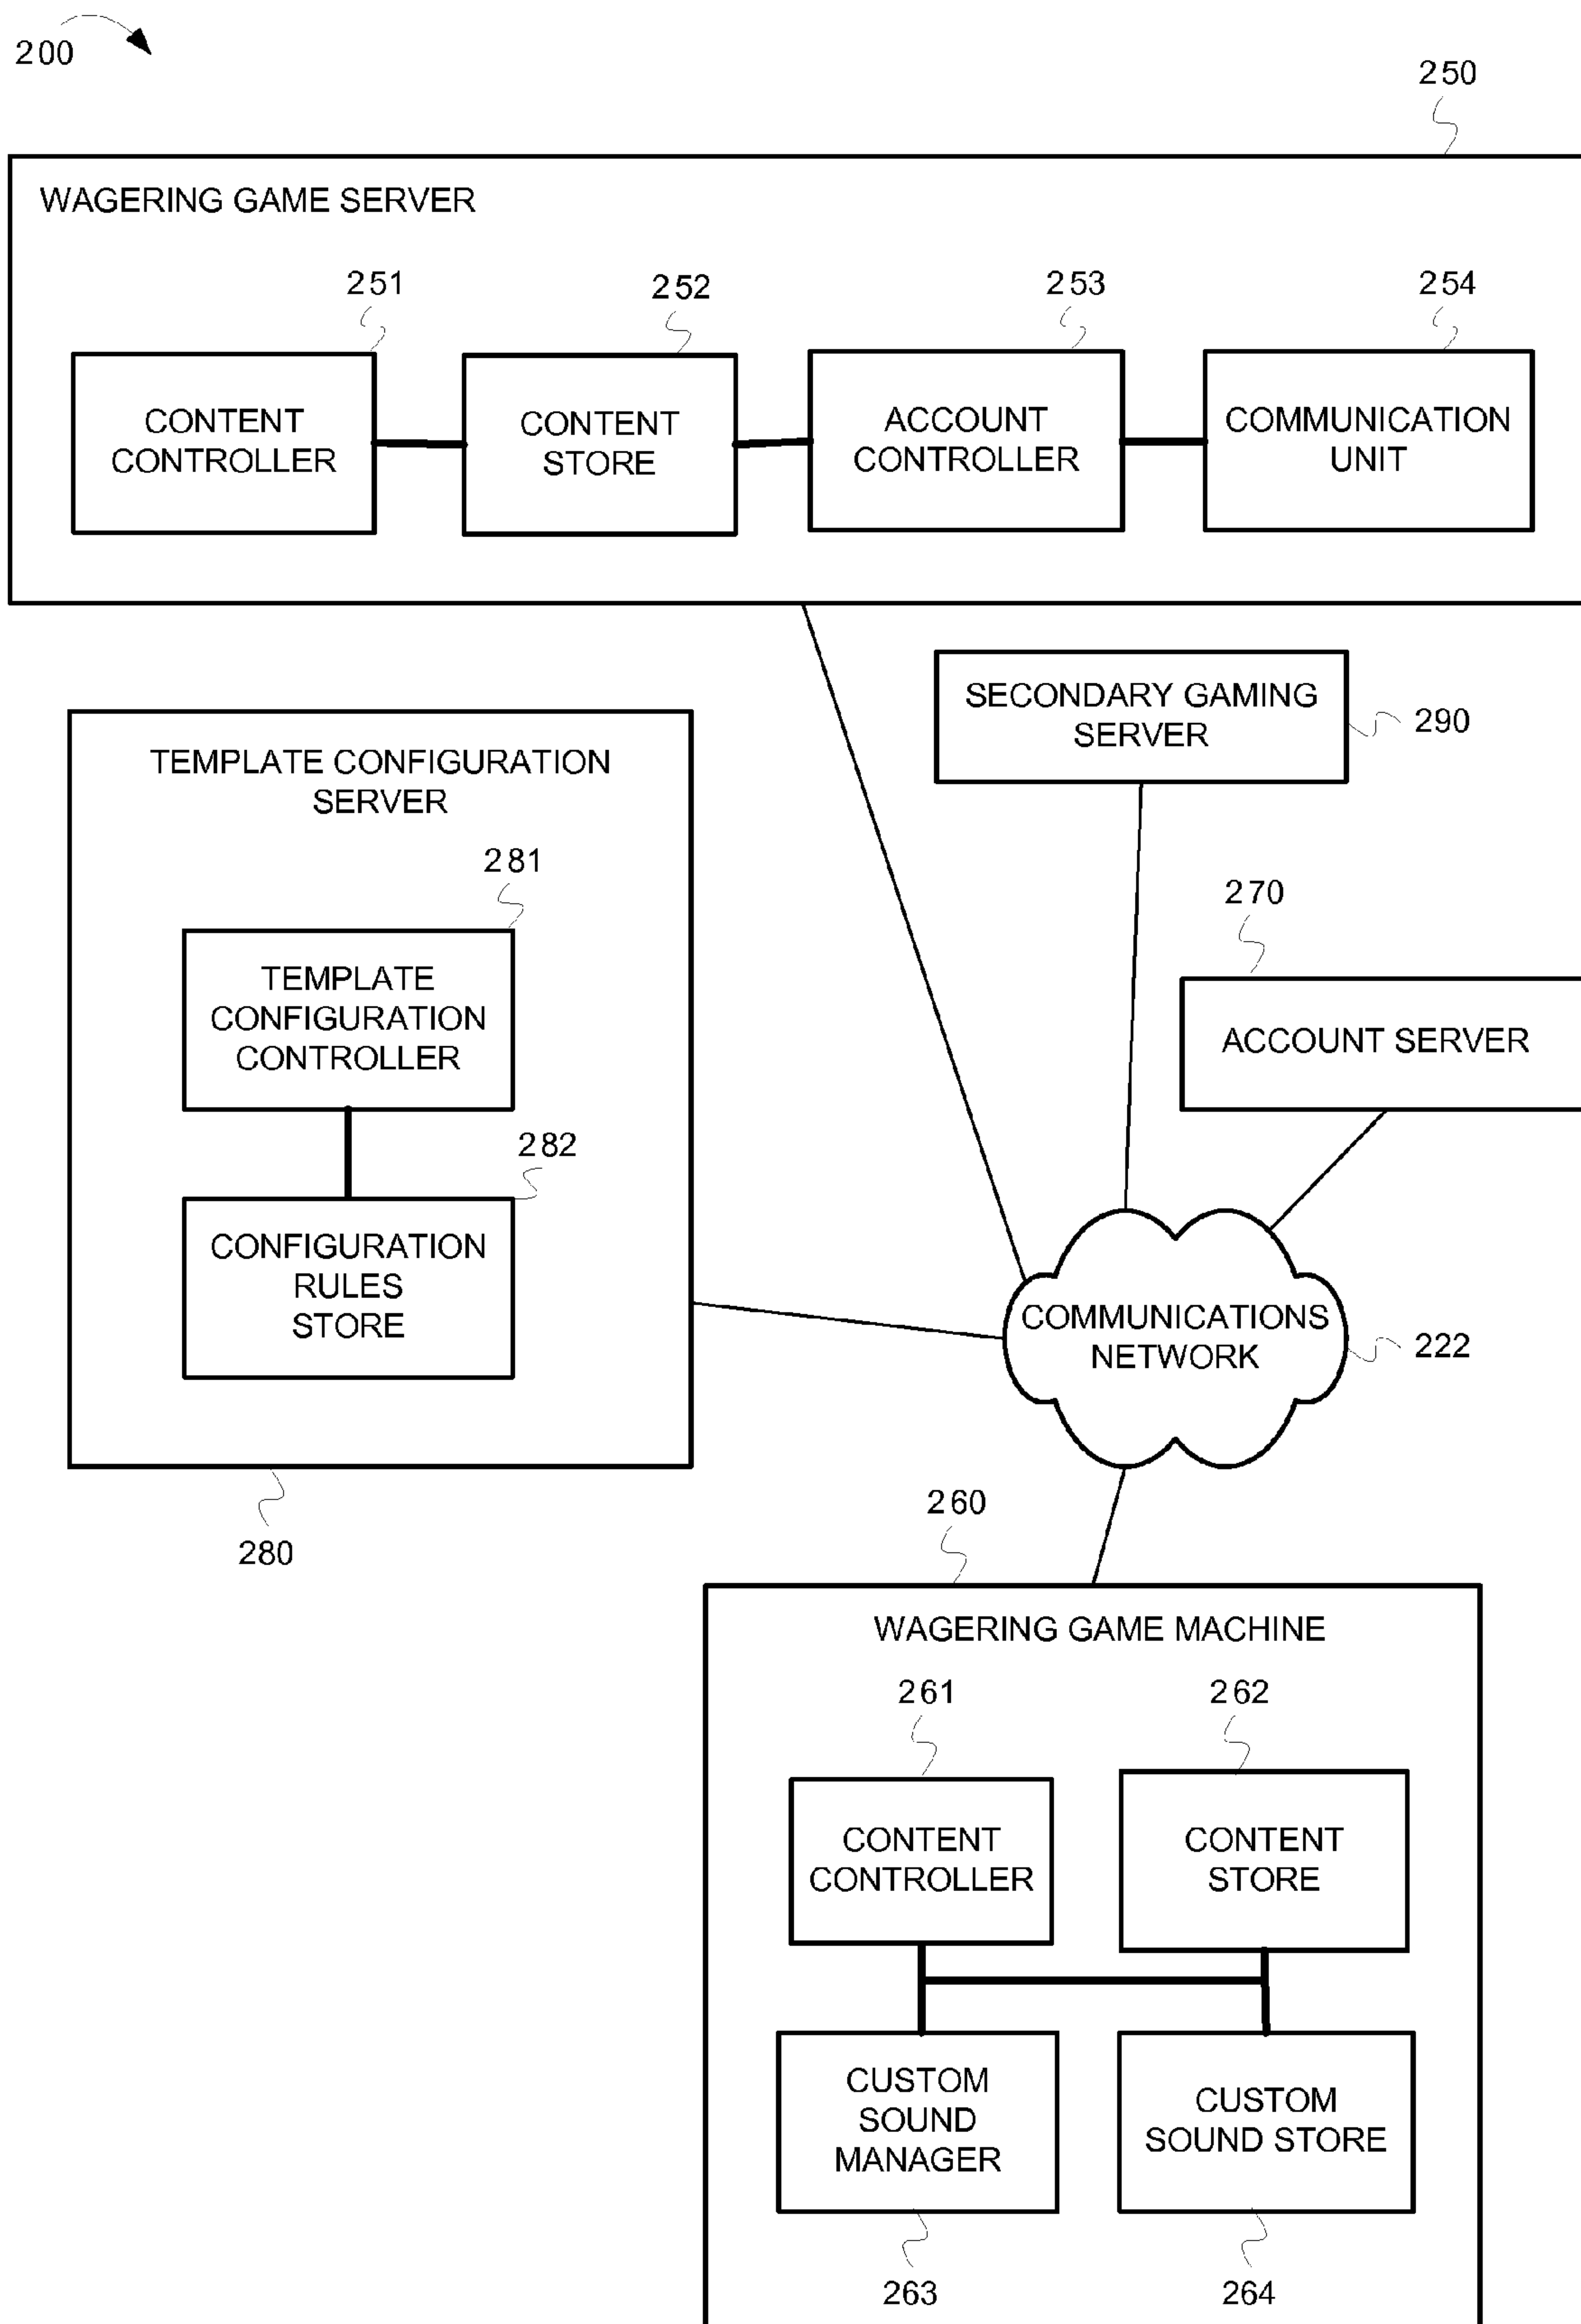 200
250
WAGERING GAME SERVER
251
252
253
254
CONTENT
CONTROLLER
CONTENT
STORE
ACCOUNT
CONTROLLER
COMMUNICATION
UNIT
SECONDARY GAMING
SERVER
290
TEMPLATE CONFIGURATION
SERVER
281
270
TEMPLATE
CONFIGURATION
CONTROLLER
ACCOUNT SERVER
282
CONFIGURATION
RULES
STORE
COMMUNICATIONS
NETWORK
222
280
260
WAGERING GAME MACHINE
261
262
CONTENT
CONTROLLER
CONTENT
STORE
CUSTOM
SOUND
MANAGER
CUSTOM
SOUND STORE
263
264